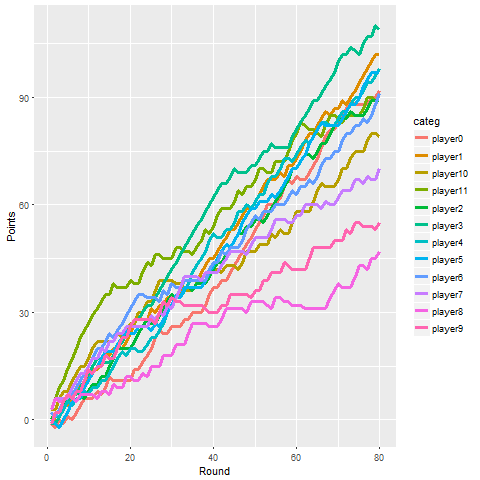 Points
90
60
30
0
0
20
40
60
80
Round
categ
player0
player1
player10
player11
player2
player3
player4
player5
player6
player7
player8
player9